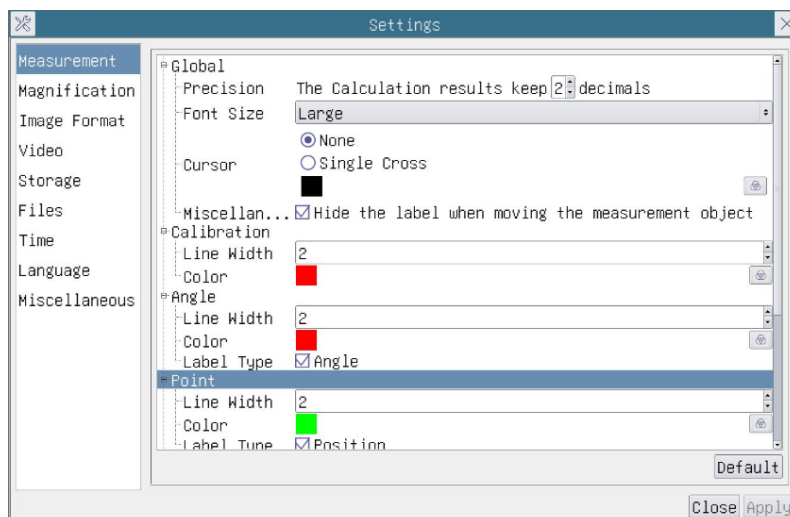 Settings
Measurement
Magnification
Image Format
Video
Storage
Files
Time
Language
Miscellaneous
Global
Precision The Calculation results keep 2 decimals
Font Size Large
None
Cursor Single Cross
Miscellan... Hide the label when moving the measurement object
Calibration
Line Width 2
Color
Angle
Line Width 2
Color
Label Type Angle
Point
Line Width 2
Color
Label Type Position
Default
Close Apply